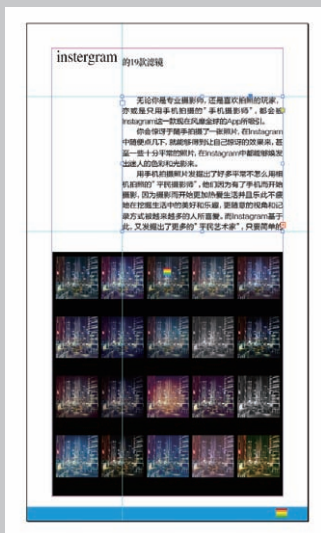 instergram 的19款滤镜
无论你是专业摄影师，还是喜欢拍照的玩家，
亦或是只用手机拍摄的“手机摄影师”，都会被
Instagram这一款现在风靡全球的App所吸引。
你会惊讶于随手拍摄了一张照片，在Instagram
中随便点几下，就能够得到让自己惊讶的效果来，甚
至一些十分平常的照片，在Instagram中都能够焕发
出迷人的色彩和光影来。
用手机拍摄照片发掘出了好多平常不怎么用相
机拍照的“平民摄影师”，他们因为有了手机而开始
摄影，因为摄影而开始更加热爱生活并且乐此不疲
地在挖掘生活中的美好和乐趣，更随意的视角和记
录方式被越来越多的人所喜爱。而Instagram基于
此，又发掘出了更多的“平民艺术家”，只要简单的